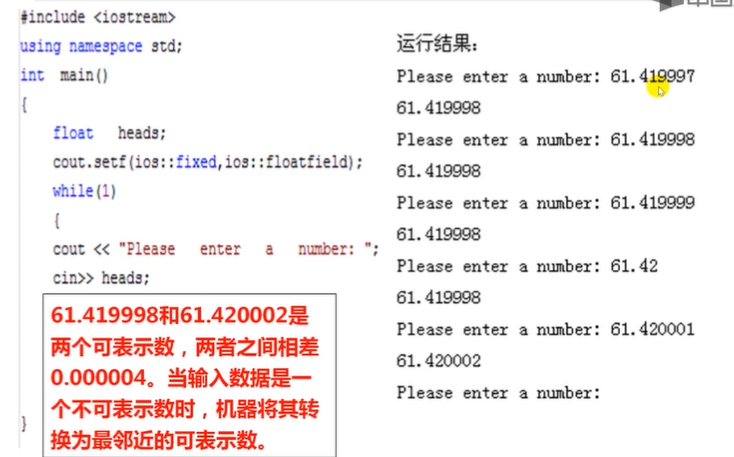 #include <iostream>
using namespace std;
int main()
{
float heads;
cout.setf(ios::fixed,ios::floatfield);
while(1)
{
cout << "Please enter a number: ";
cin>> heads;
}
61.419998和61.420002是
两个可表示数，两者之间相差
0.000004。当输入数据是一
个不可表示数时，机器将其转
换为最邻近的可表示数。
运行结果：
Please enter a number: 61.419997
61.419998
Please enter a number: 61.419998
61.419998
Please enter a number: 61.419999
61.419998
Please enter a number: 61.42
61.419998
Please enter a number: 61.420001
61.420002
Please enter a number: